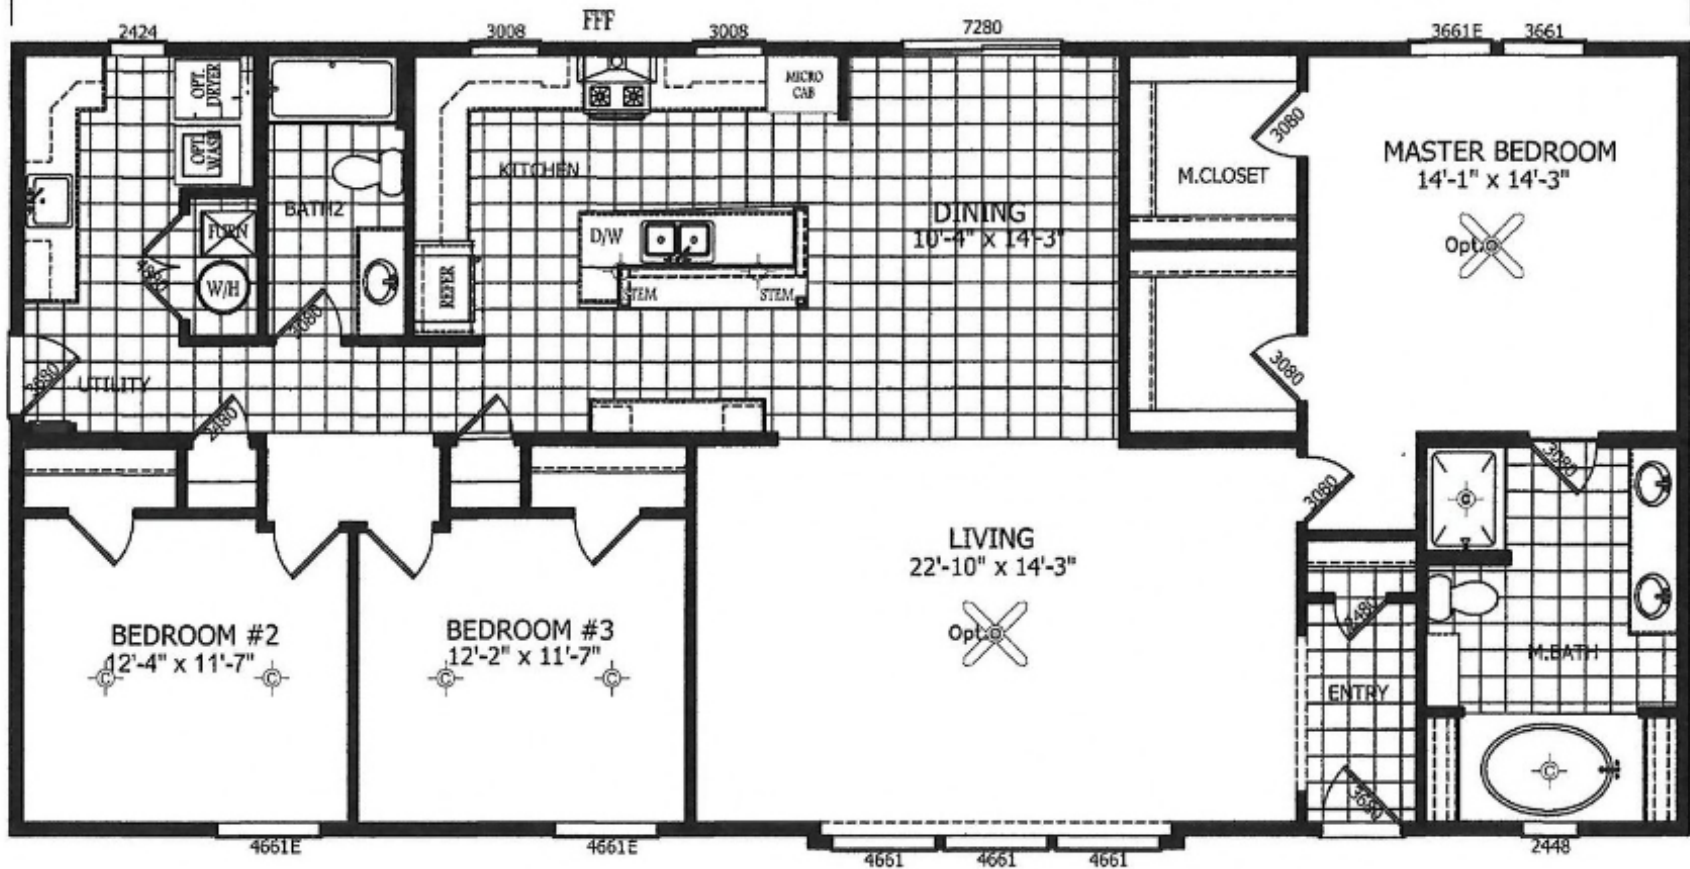 FFF
2424
3008
3008
7280
3661E
3661
OPT.
DRYER
MICRO
CAB
3080
OPT.
WASH
KITCHEN
M.CLOSET
MASTER BEDROOM
14'-1" x 14'-3"
BATH2
FURN
DINING
10'-4" x 14'-3"
D/W
Opt.
W/H
REFER
STEM
STEM
3080
3080
UTILITY
2480
3080
3080
LIVING
22'-10" x 14'-3"
BEDROOM #2
12'-4" x 11'-7"
BEDROOM #3
12'-2" x 11'-7"
Opt.
2480
M.BATH
ENTRY
C
C
C
C
C
C
3680
4661E
4661E
4661
4661
4661
2448